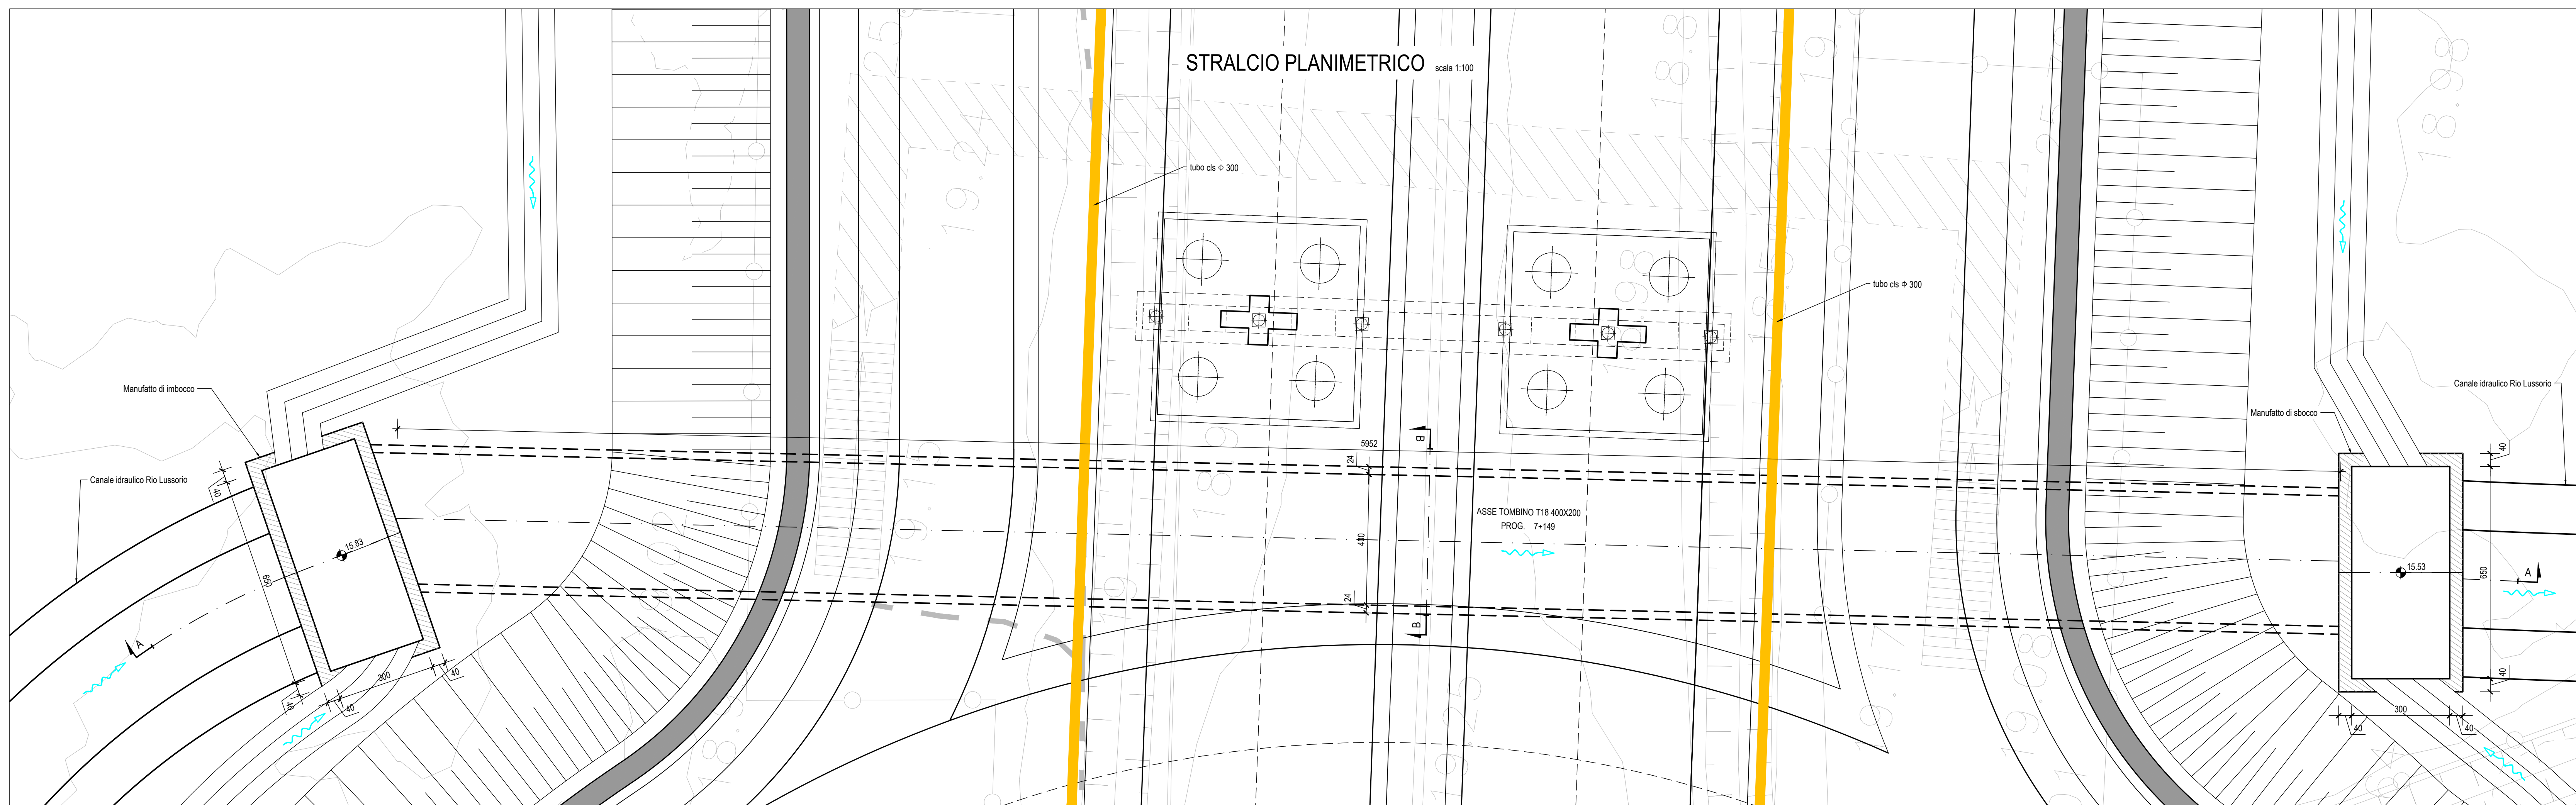 STRALCIO PLANIMETRICO scala 1:100
tubo cls Φ 300
tubo cls Φ 300
Manufatto di imbocco
Canale idraulico Rio Lussorio
Canale idraulico Rio Lussorio
Manufatto di sbocco
5952
B
24
400
24
B
ASSE TOMBINO T18 400X200
PROG. 7+149
40
650
15.83
A
40
300
40
40
40
15.53
650
A
40
300
40
40